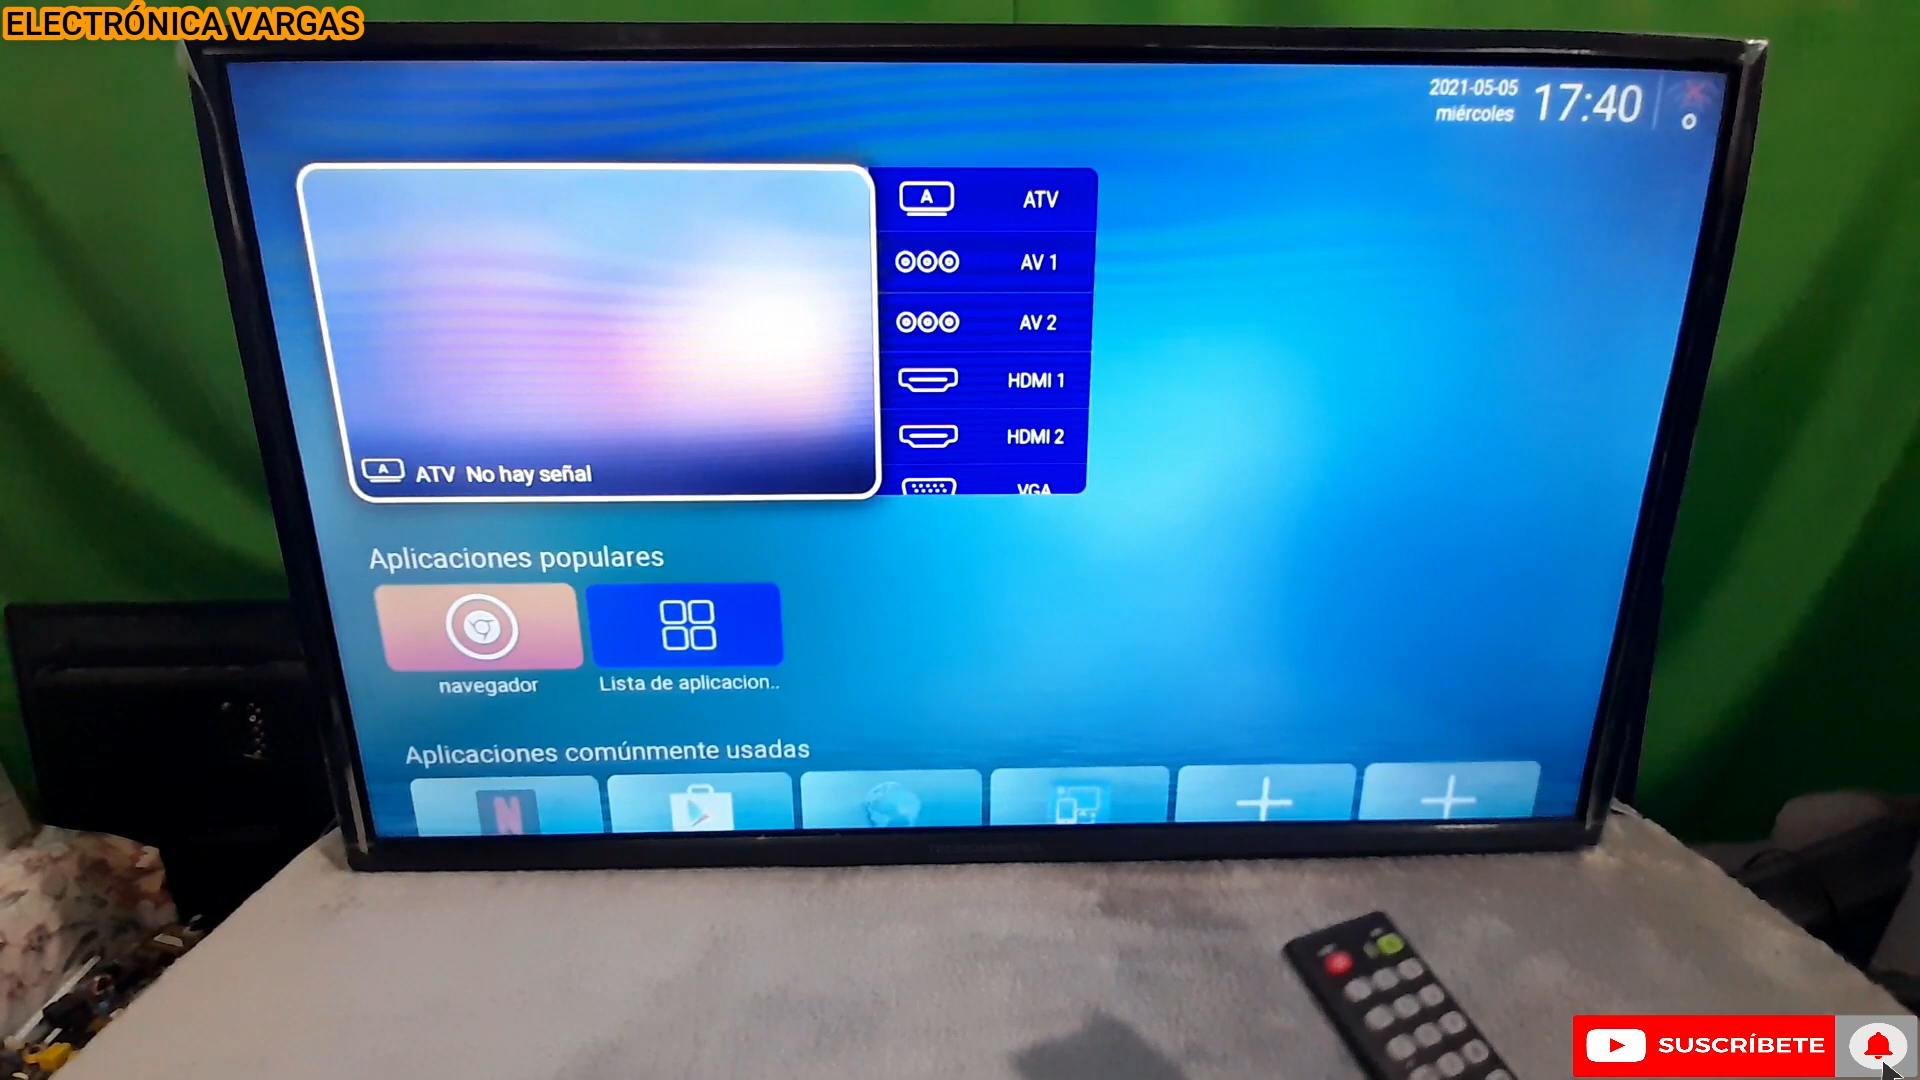 ELECTRÓNICA VARGAS
2021-05-05
miércoles
17:40
A
ATV
AV 1
AV 2
HDMI 1
HDMI 2
VGA
A
ATV No hay señal
Aplicaciones populares
navegador
Lista de aplicacion..
Aplicaciones comúnmente usadas
N
SUSCRÍBETE